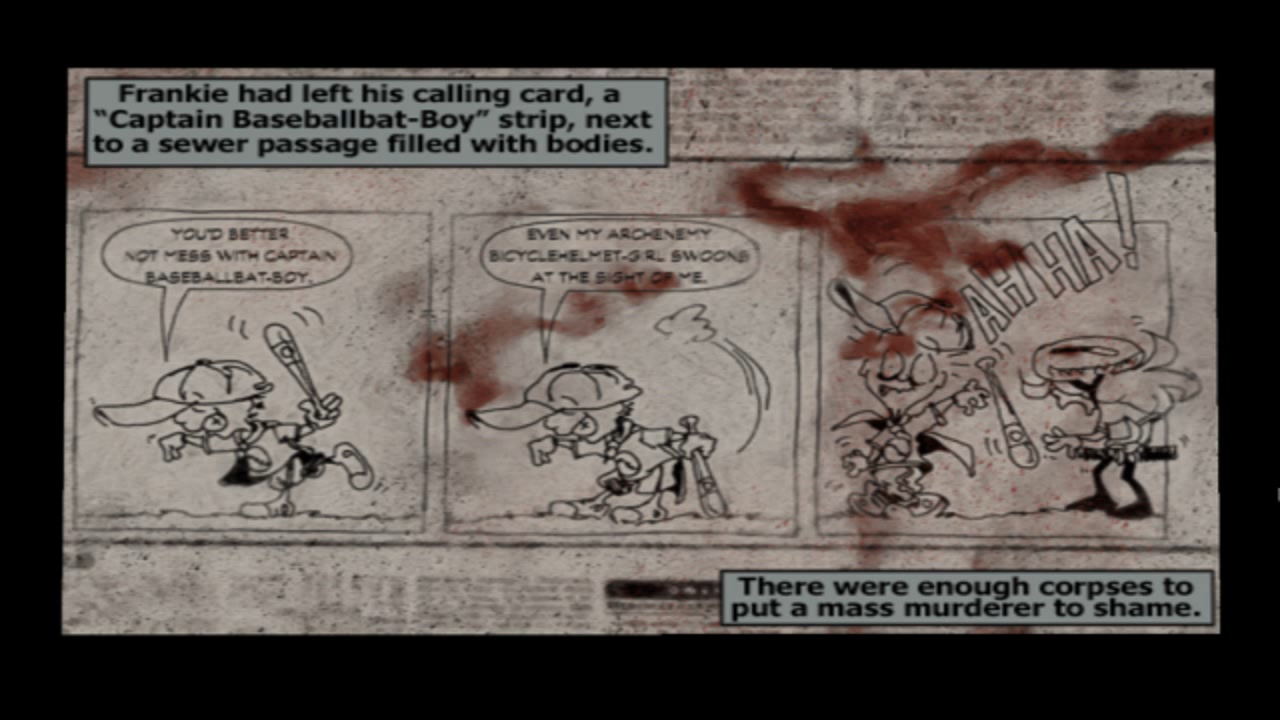 Frankie had left his calling card, a
“Captain Baseballbat-Boy” strip, next
to a sewer passage filled with bodies.
YOU'D BETTER
NOT MESS WITH CAPTAIN
BASEBALLBAT-BOY.
EVEN MY ARCHENEMY
BICYCLEHELMET-GIRL SWOONS
AT THE SIGHT OF ME.
AH HA!
There were enough corpses to
put a mass murderer to shame.